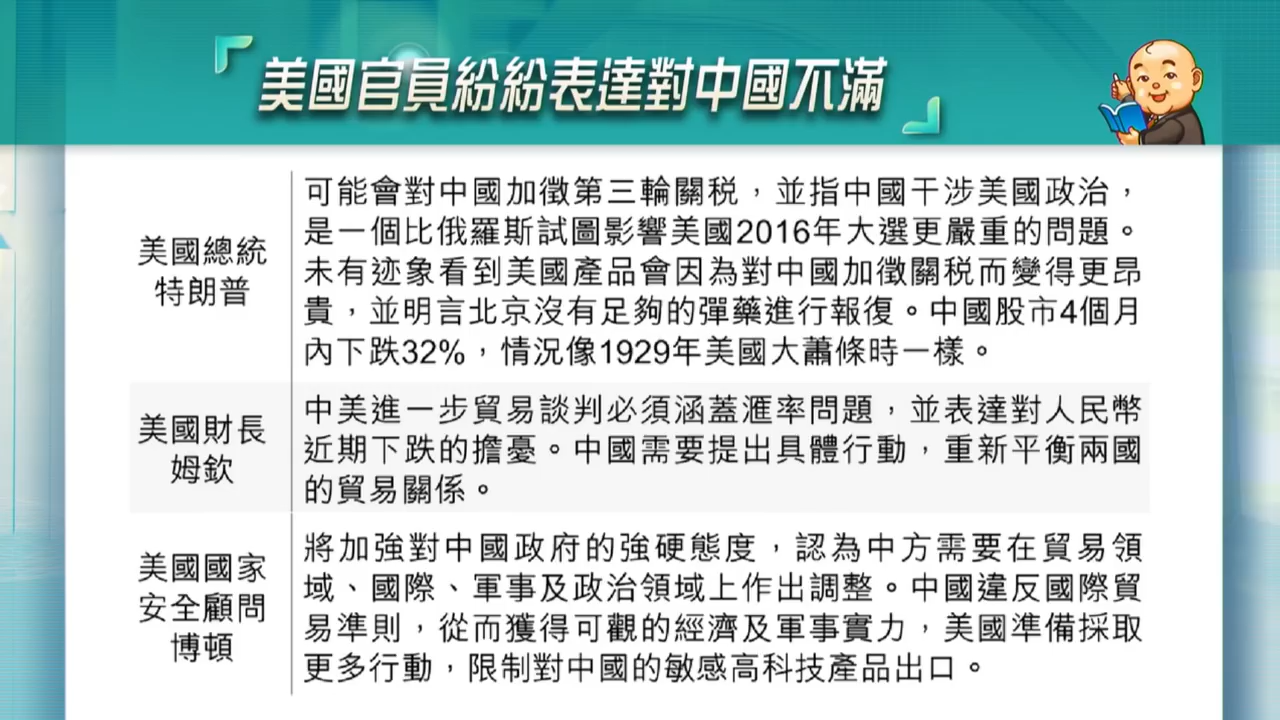 美國官員紛紛表達對中國不滿
美國總統
特朗普
可能會對中國加徵第三輪關税，並指中國干涉美國政治，
是一個比俄羅斯試圖影響美國2016年大選更嚴重的問題。
未有迹象看到美國產品會因為對中國加徵關税而變得更昂
貴，並明言北京沒有足夠的彈藥進行報復。中國股市4個月
內下跌32%，情況像1929年美國大蕭條時一樣。
美國財長
姆欽
中美進一步貿易談判必須涵蓋滙率問題，並表達對人民幣
近期下跌的擔憂。中國需要提出具體行動，重新平衡兩國
的貿易關係。
美國國家
安全顧問
博頓
將加強對中國政府的強硬態度，認為中方需要在貿易領
域、國際、軍事及政治領域上作出調整。中國違反國際貿
易準則，從而獲得可觀的經濟及軍事實力，美國準備採取
更多行動，限制對中國的敏感高科技產品出口。